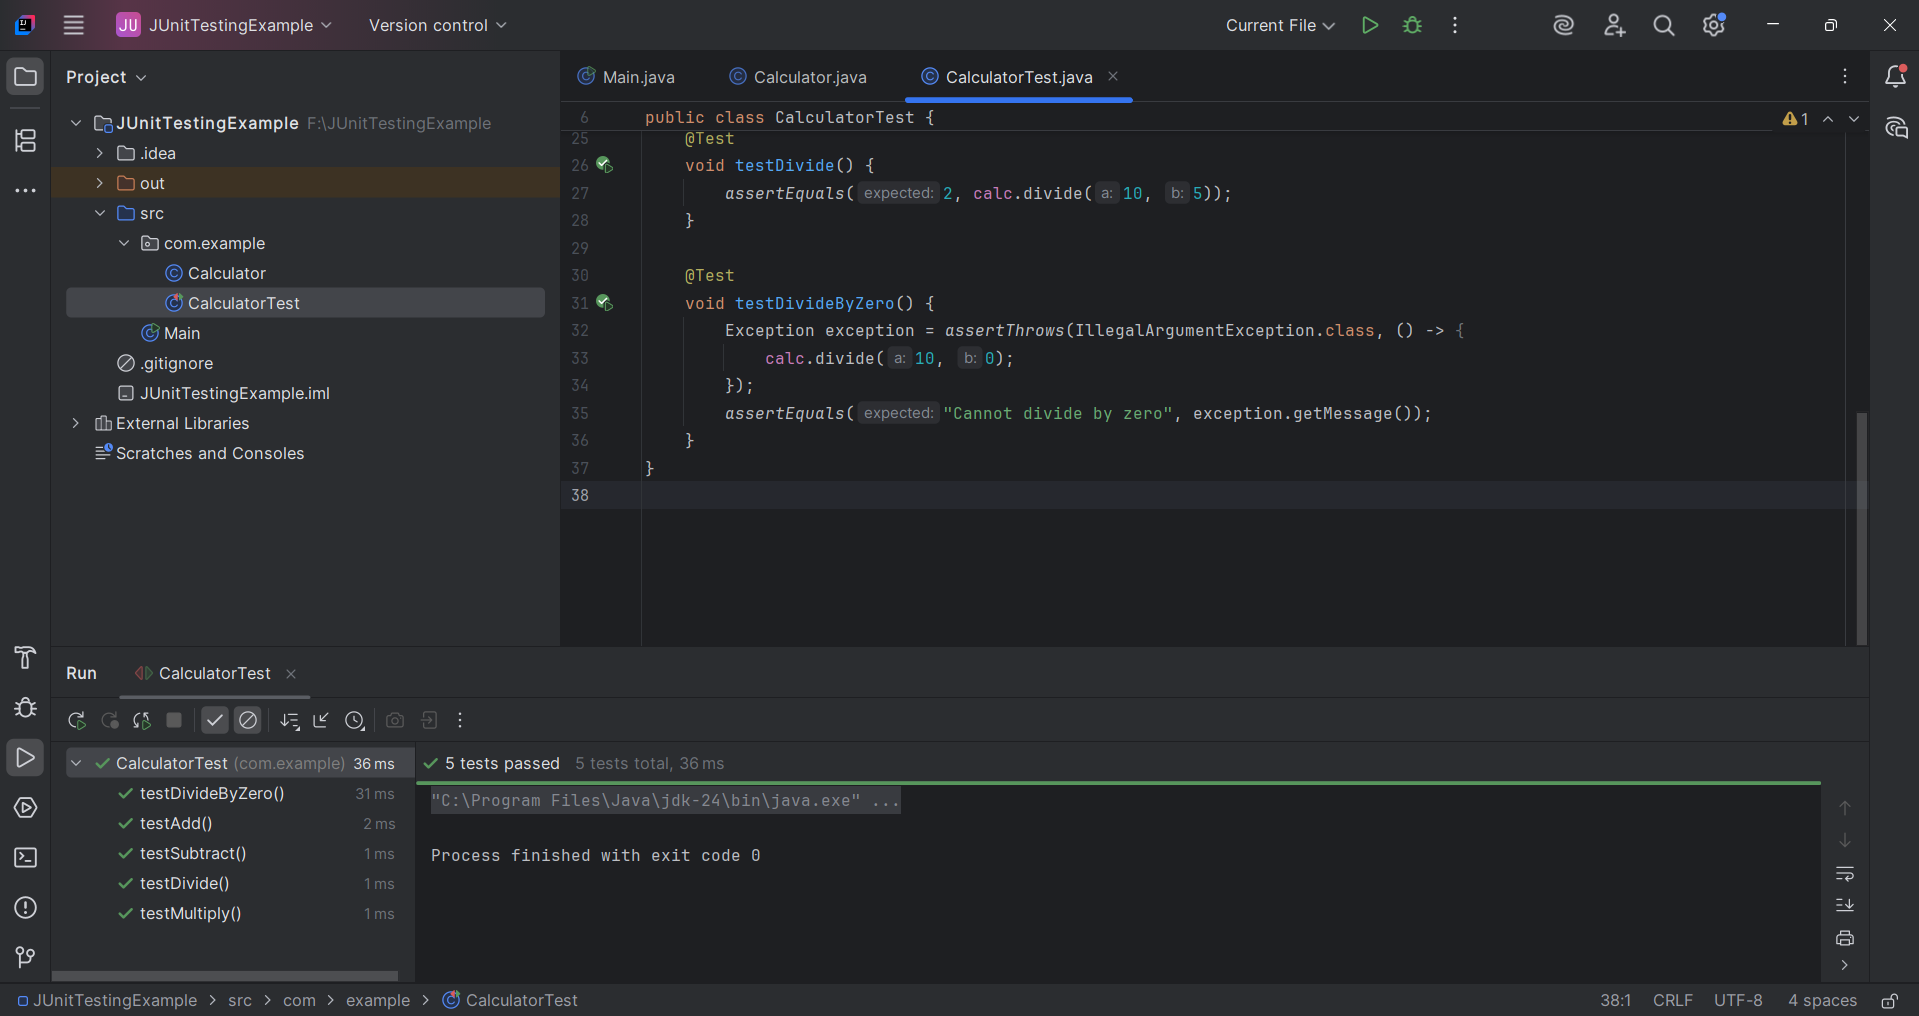 JU JUnitTestingExample Version control Current File
Project
JUnitTestingExample F:\JUnitTestingExample
.idea
out
src
com.example
Calculator
CalculatorTest
Main
.gitignore
JUnitTestingExample.iml
External Libraries
Scratches and Consoles
Main.java Calculator.java CalculatorTest.java
6 public class CalculatorTest { 1
25 @Test
26 void testDivide() {
27 assertEquals( expected: 2, calc.divide( a: 10, b: 5));
28 }
29
30 @Test
31 void testDivideByZero() {
32 Exception exception = assertThrows(IllegalArgumentException.class, () -> {
33 calc.divide( a: 10, b: 0);
34 });
35 assertEquals( expected: "Cannot divide by zero", exception.getMessage());
36 }
37 }
38
Run CalculatorTest
CalculatorTest (com.example) 36 ms
testDivideByZero() 31 ms
testAdd() 2 ms
testSubtract() 1 ms
testDivide() 1 ms
testMultiply() 1 ms
5 tests passed 5 tests total, 36 ms
"C:\Program Files\Java\jdk-24\bin\java.exe" ...
Process finished with exit code 0
JUnitTestingExample > src > com > example > CalculatorTest 38:1 CRLF UTF-8 4 spaces